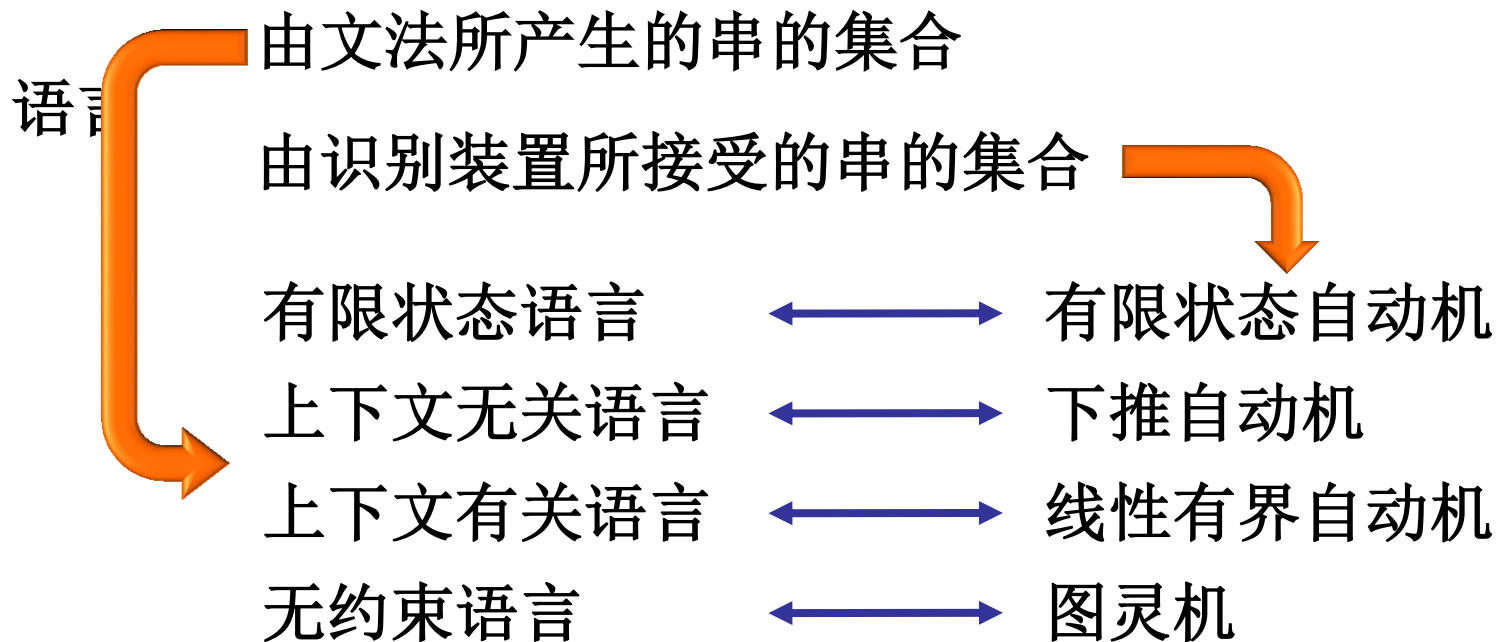 由文法所产生的串的集合
语言
由识别装置所接受的串的集合
有限状态语言 有限状态自动机
上下文无关语言 下推自动机
上下文有关语言 线性有界自动机
无约束语言 图灵机